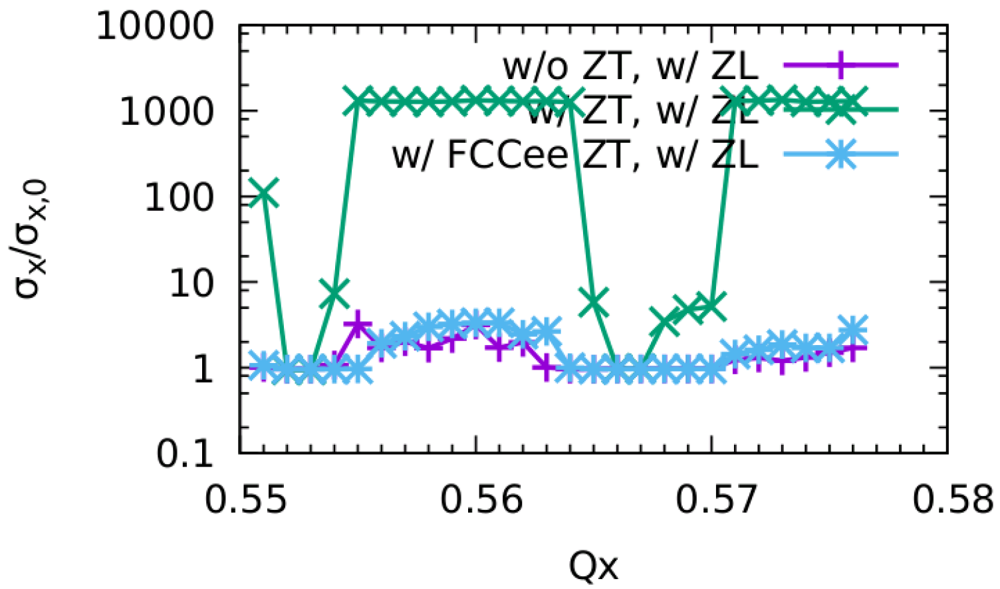 10000
1000
100
10
1
0.1
σx/σx,0
w/o ZT, w/ ZL
w/ ZT, w/ ZL
w/ FCCee ZT, w/ ZL
0.55 0.56 0.57 0.58
Qx